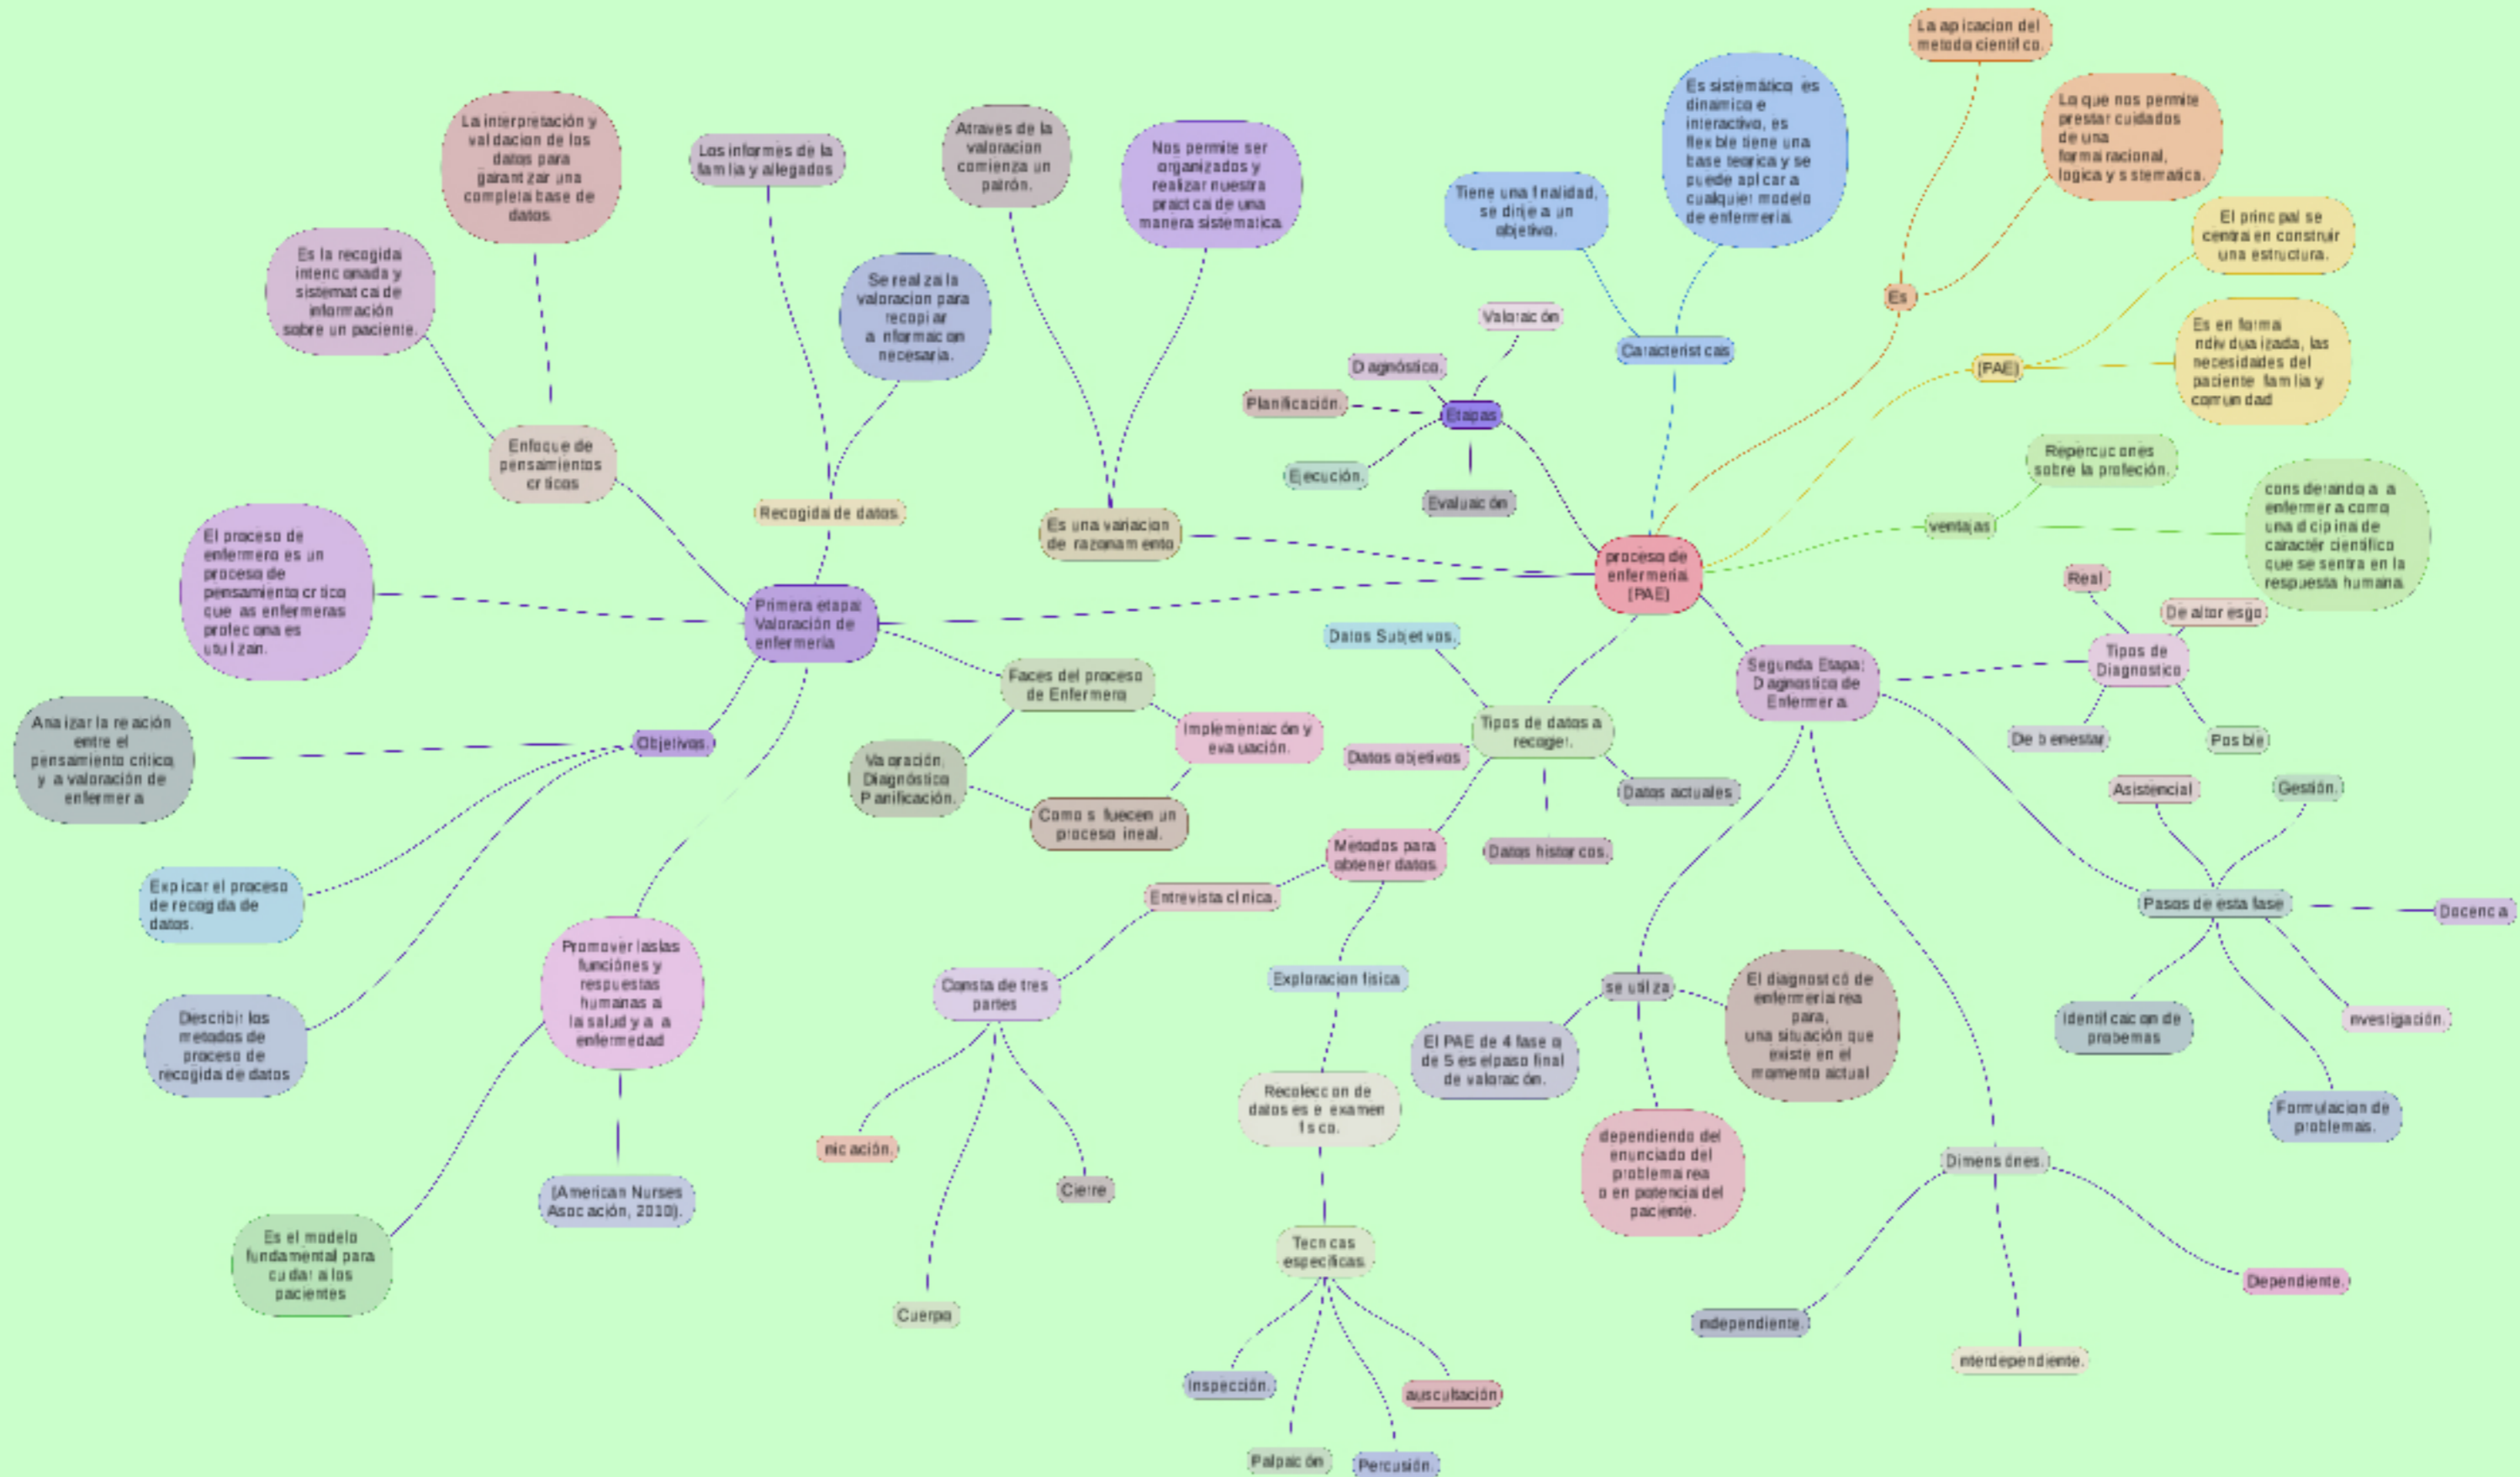 La aplicacion del
metodo cientifico.
Lo que nos permite
prestar cuidados
de una
forma racional,
logica y sistematica.
Es
Es sistemático, es
dinamico e
interactivo, es
flexible tiene una
base teorica y se
puede aplicar a
cualquier modelo
de enfermeria.
Tiene una finalidad,
se dirije a un
objetivo.
Caracteristicas
El principal se
centra en construir
una estructura.
Es en forma
individualizada, las
necesidades del
paciente, familia y
comunidad
(PAE)
Repercuciones
sobre la profeción.
considerando a la
enfermera como
una diciplina de
caractér cientifico
que se sentra en la
respuesta humana.
ventajas
Valoración
Diagnóstico.
Planificación.
Etapas
Ejecución.
Evaluación
proceso de
enfermeria.
(PAE)
Atraves de la
valoracion
comienza un
patrón.
Nos permite ser
organizados y
realizar nuestra
practica de una
manera sistematica.
Es una variacion
de razonamiento
Los informes de la
familia y allegados
Se realiza la
valoracion para
recopilar
la informacion
necesaria.
Recogida de datos.
La interpretación y
validacion de los
datos para
garantizar una
completa base de
datos.
Es la recogida
intencionada y
sistematica de
información
sobre un paciente.
Enfoque de
pensamientos
criticos
El proceso de
enfermero es un
proceso de
pensamiento critico
que las enfermeras
profecionales
utulizan.
Primera etapa:
Valoración de
enfermeria
Faces del proceso
de Enfermero
Implementación y
evaluación.
Valoración,
Diagnóstico,
Planificación.
Como si fuecen un
proceso lineal.
Objetivos.
Analizar la relación
entre el
pensamiento critico,
y la valoración de
enfermeria
Explicar el proceso
de recogida de
datos.
Describir los
metodos de
proceso de
recogida de datos
Promover laslas
funciónes y
respuestas
humanas a
la salud y a la
enfermedad
(American Nurses
Asociación, 2010).
Es el modelo
fundamental para
cuidar a los
pacientes
Datos Subjetivos.
Tipos de datos a
recoger.
Datos objetivos
Datos actuales
Datos historicos.
Metodos para
obtener datos.
Entrevista clinica.
Consta de tres
partes
Iniciación.
Cuerpo
Cierre
Exploracion fisica
Recoleccion de
datos es el examen
fisico.
Tecnicas
especificas.
Inspección.
Palpación
Percusión.
auscultación
Segunda Etapa:
Diagnostico de
Enfermeria.
Real
De alto riesgo
Tipos de
Diagnostico
De bienestar
Posible
Asistencial
Gestión.
Pasos de esta fase
Docencia
Identificacion de
problemas
Investigación.
Formulacion de
problemas.
se utiliza
El PAE de 4 fase o
de 5 es el paso final
de valoración.
El diagnosticó de
enfermeria real
para,
una situación que
existe en el
momento actual
dependiendo del
enunciado del
problema real
o en potencia del
paciente.
Dimensiónes.
Independiente.
Interdependiente.
Dependiente.